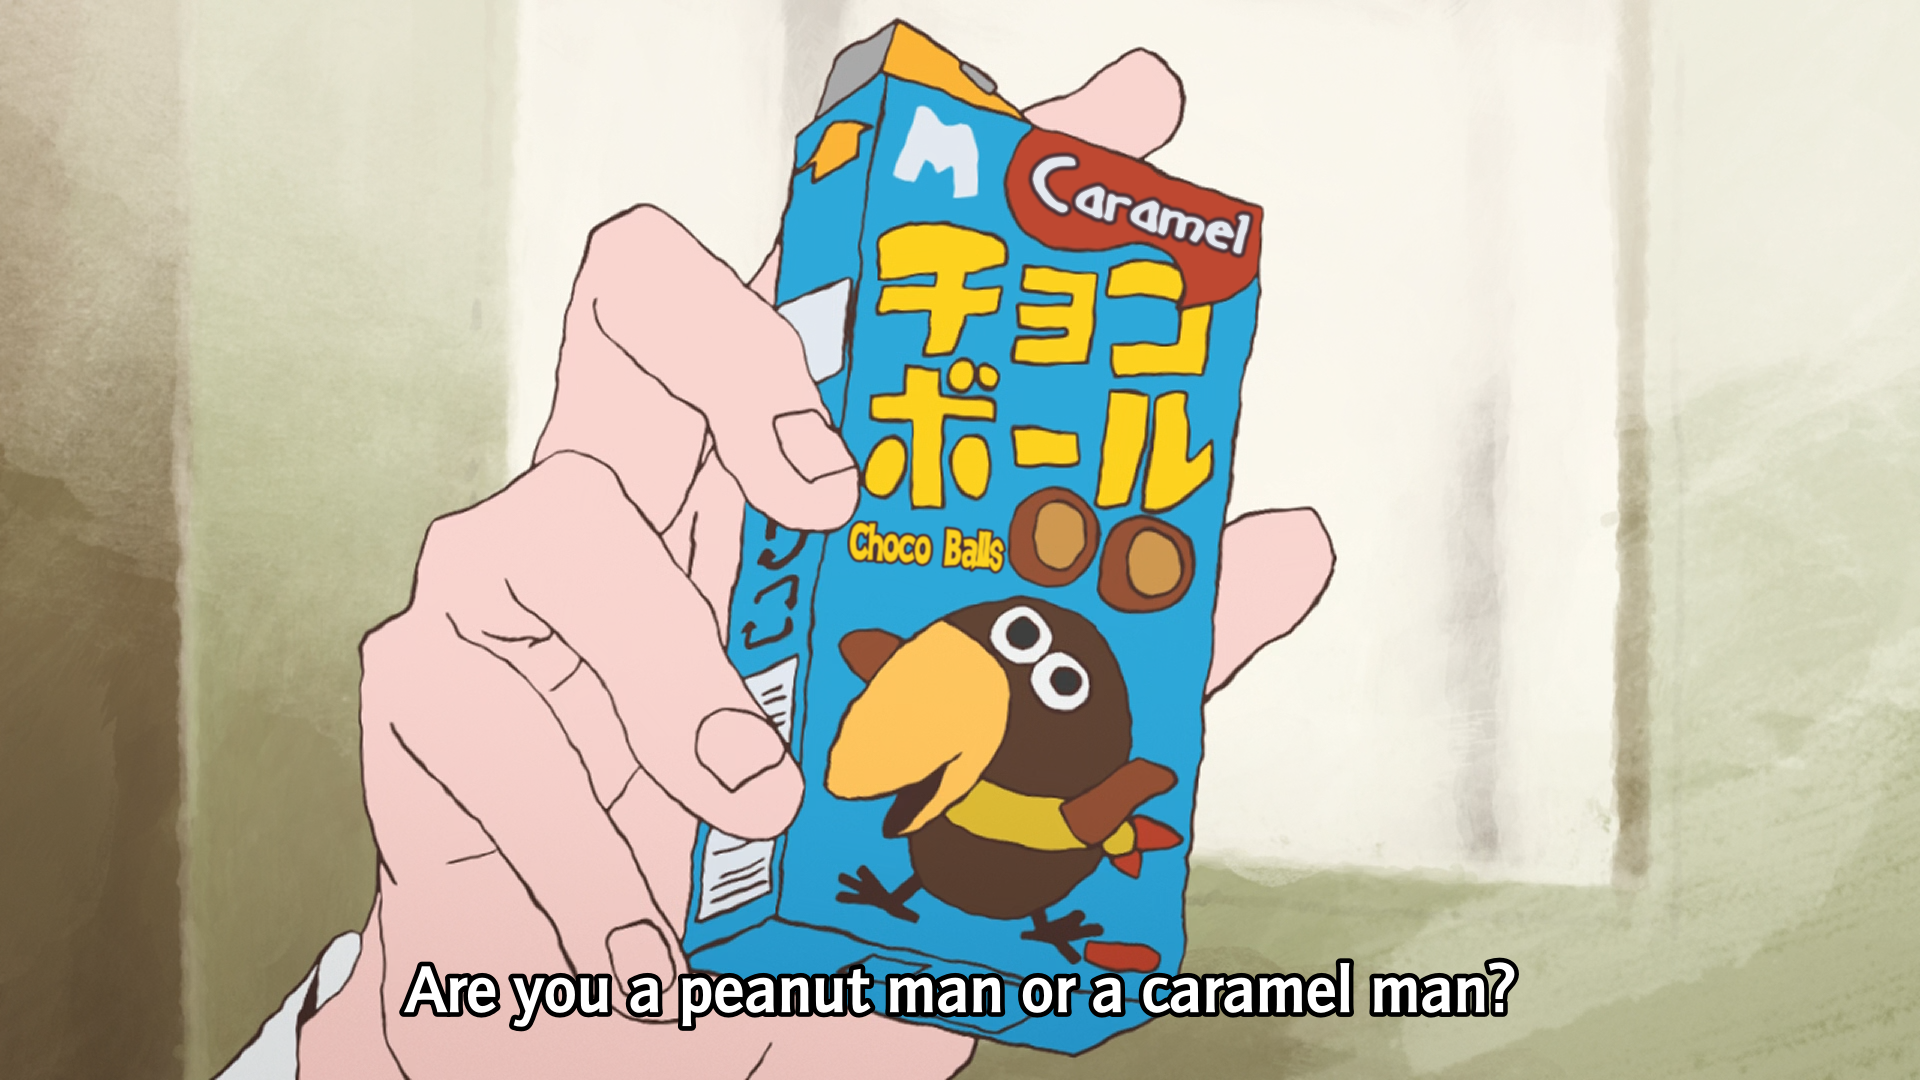 M
Caramel
チョコ
ボール
Choco Balls
Are you a peanut man or a caramel man?